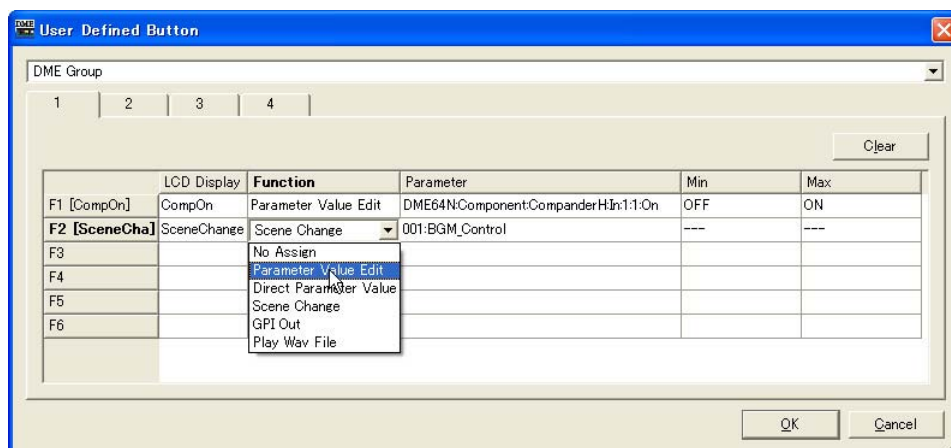 User Defined Button
DME Group
1 2 3 4
Clear
LCD Display Function Parameter Min Max
F1 [CompOn] CompOn Parameter Value Edit DME64N:Component:CompanderH:In:1:1:On OFF ON
F2 [SceneCha] SceneChange Scene Change 001:BGM_Control --- ---
F3 No Assign
F4 Parameter Value Edit
Direct Parameter Value
F5 Scene Change
F6 GPI Out
Play Wav File
OK Cancel